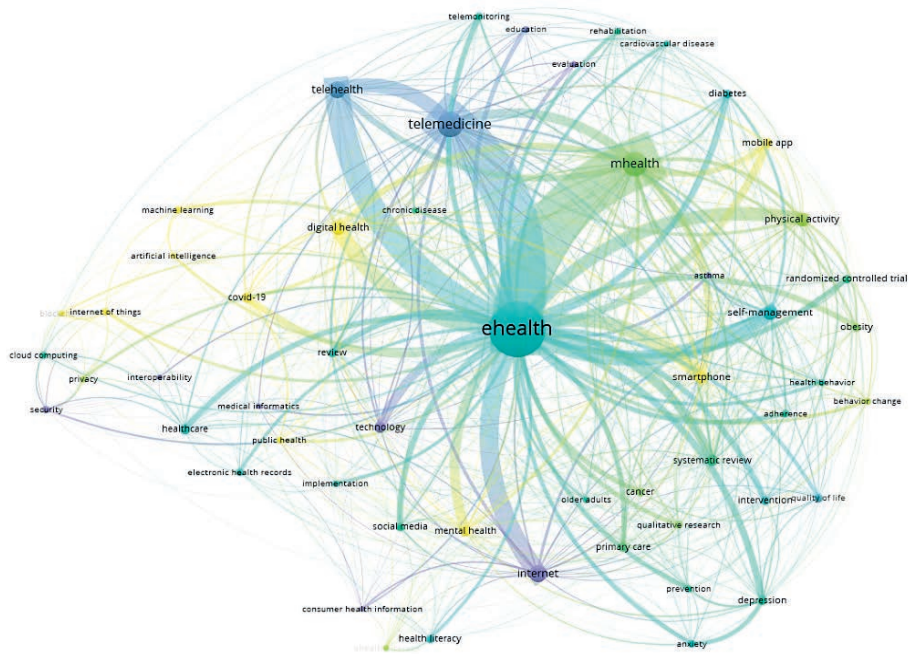 telemonitoring
education
rehabilitation
cardiovascular disease
evaluation
telehealth
diabetes
telemedicine
mobile app
mhealth
machine learning
chronic disease
physical activity
digital health
artificial intelligence
asthma
randomized controlled trial
covid-19
internet of things
self-management
ehealth
obesity
cloud computing
review
privacy
interoperability
smartphone
health behavior
behavior change
security
medical informatics
adherence
healthcare
technology
public health
systematic review
electronic health records
implementation
older adults
cancer
intervention
quality of life
social media
mental health
qualitative research
primary care
internet
prevention
depression
consumer health information
health literacy
anxiety